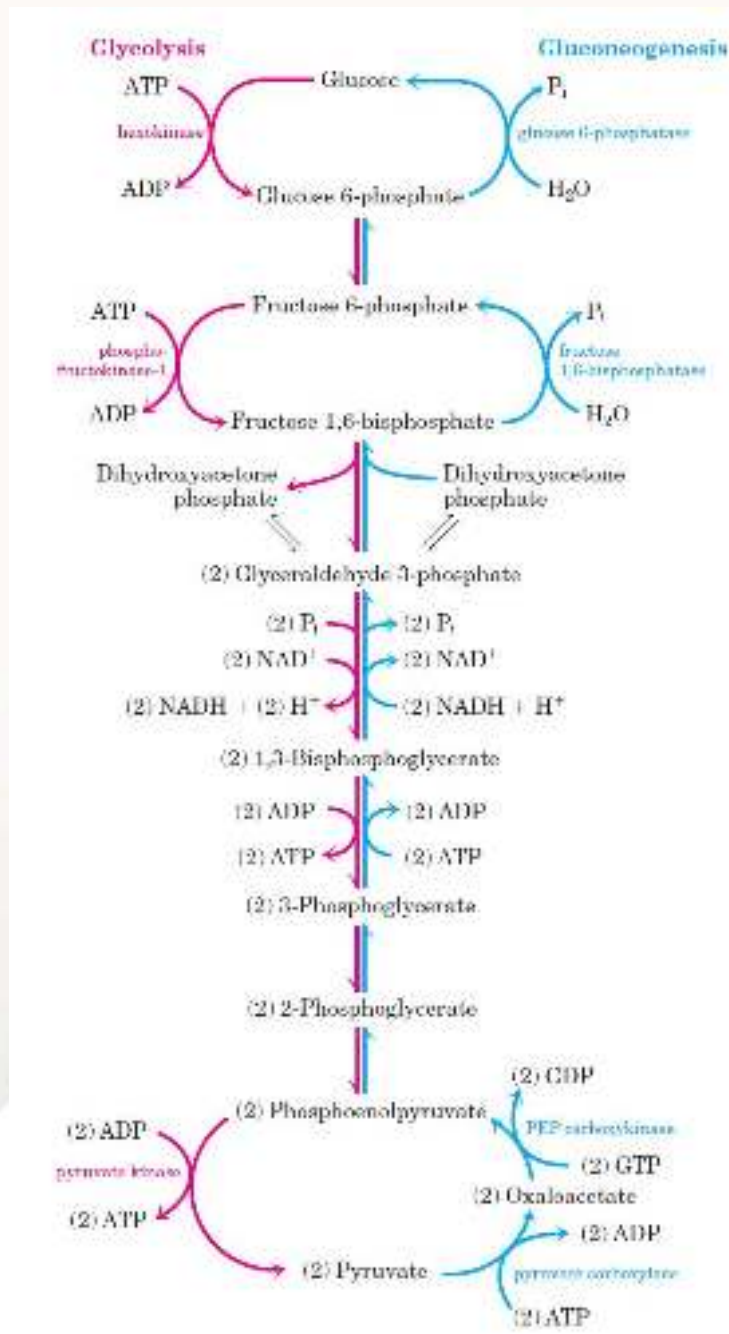 Glycolysis
Gluconeogenesis
ATP
Glucose
Pi
hexokinase
glucose 6-phosphatase
ADP
Glucose 6-phosphate
H2O
ATP
Fructose 6-phosphate
Pi
phospho-
fructokinase-1
fructose
1,6-bisphosphatase
ADP
Fructose 1,6-bisphosphate
H2O
Dihydroxyacetone
phosphate
Dihydroxyacetone
phosphate
(2) Glyceraldehyde 3-phosphate
(2) Pi
(2) Pi
(2) NAD+
(2) NAD+
(2) NADH + (2) H+
(2) NADH + H+
(2) 1,3-Bisphosphoglycerate
(2) ADP
(2) ADP
(2) ATP
(2) ATP
(2) 3-Phosphoglycerate
(2) 2-Phosphoglycerate
(2) GDP
(2) Phosphoenolpyruvate
(2) ADP
PEP carboxykinase
pyruvate kinase
(2) GTP
(2) Oxaloacetate
(2) ATP
(2) ADP
(2) Pyruvate
pyruvate carboxylase
(2) ATP